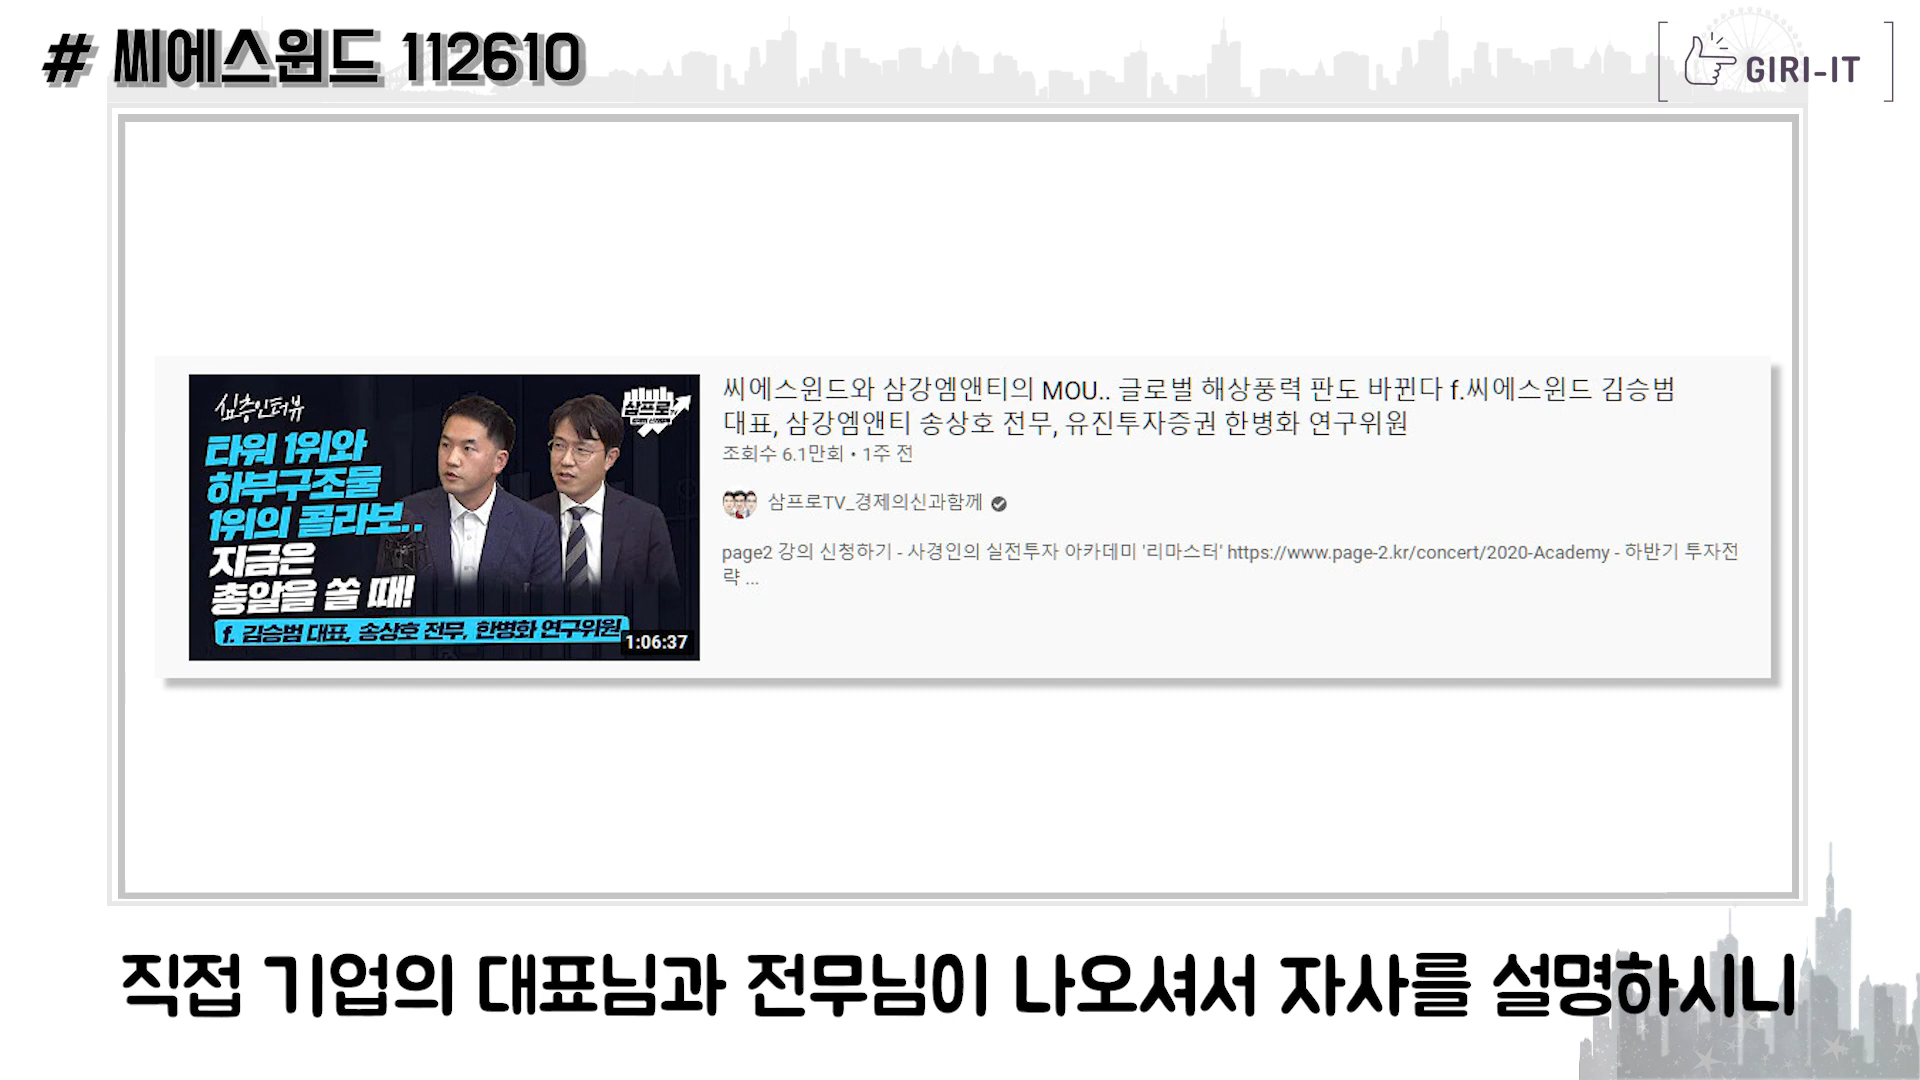 # 씨에스윈드 112610
GIRI-IT
심층인터뷰
삼프로TV
타워 1위와
하부구조물
1위의 콜라보..
지금은
총알을 쏠 때!
f. 김승범 대표, 송상호 전무, 한병화 연구위원
1:06:37
씨에스윈드와 삼강엠앤티의 MOU.. 글로벌 해상풍력 판도 바뀐다 f.씨에스윈드 김승범
대표, 삼강엠앤티 송상호 전무, 유진투자증권 한병화 연구위원
조회수 6.1만회 • 1주 전
삼프로TV_경제의신과함께
page2 강의 신청하기 - 사경인의 실전투자 아카데미 '리마스터' https://www.page-2.kr/concert/2020-Academy - 하반기 투자전
략 ...
직접 기업의 대표님과 전무님이 나오셔서 자사를 설명하시니